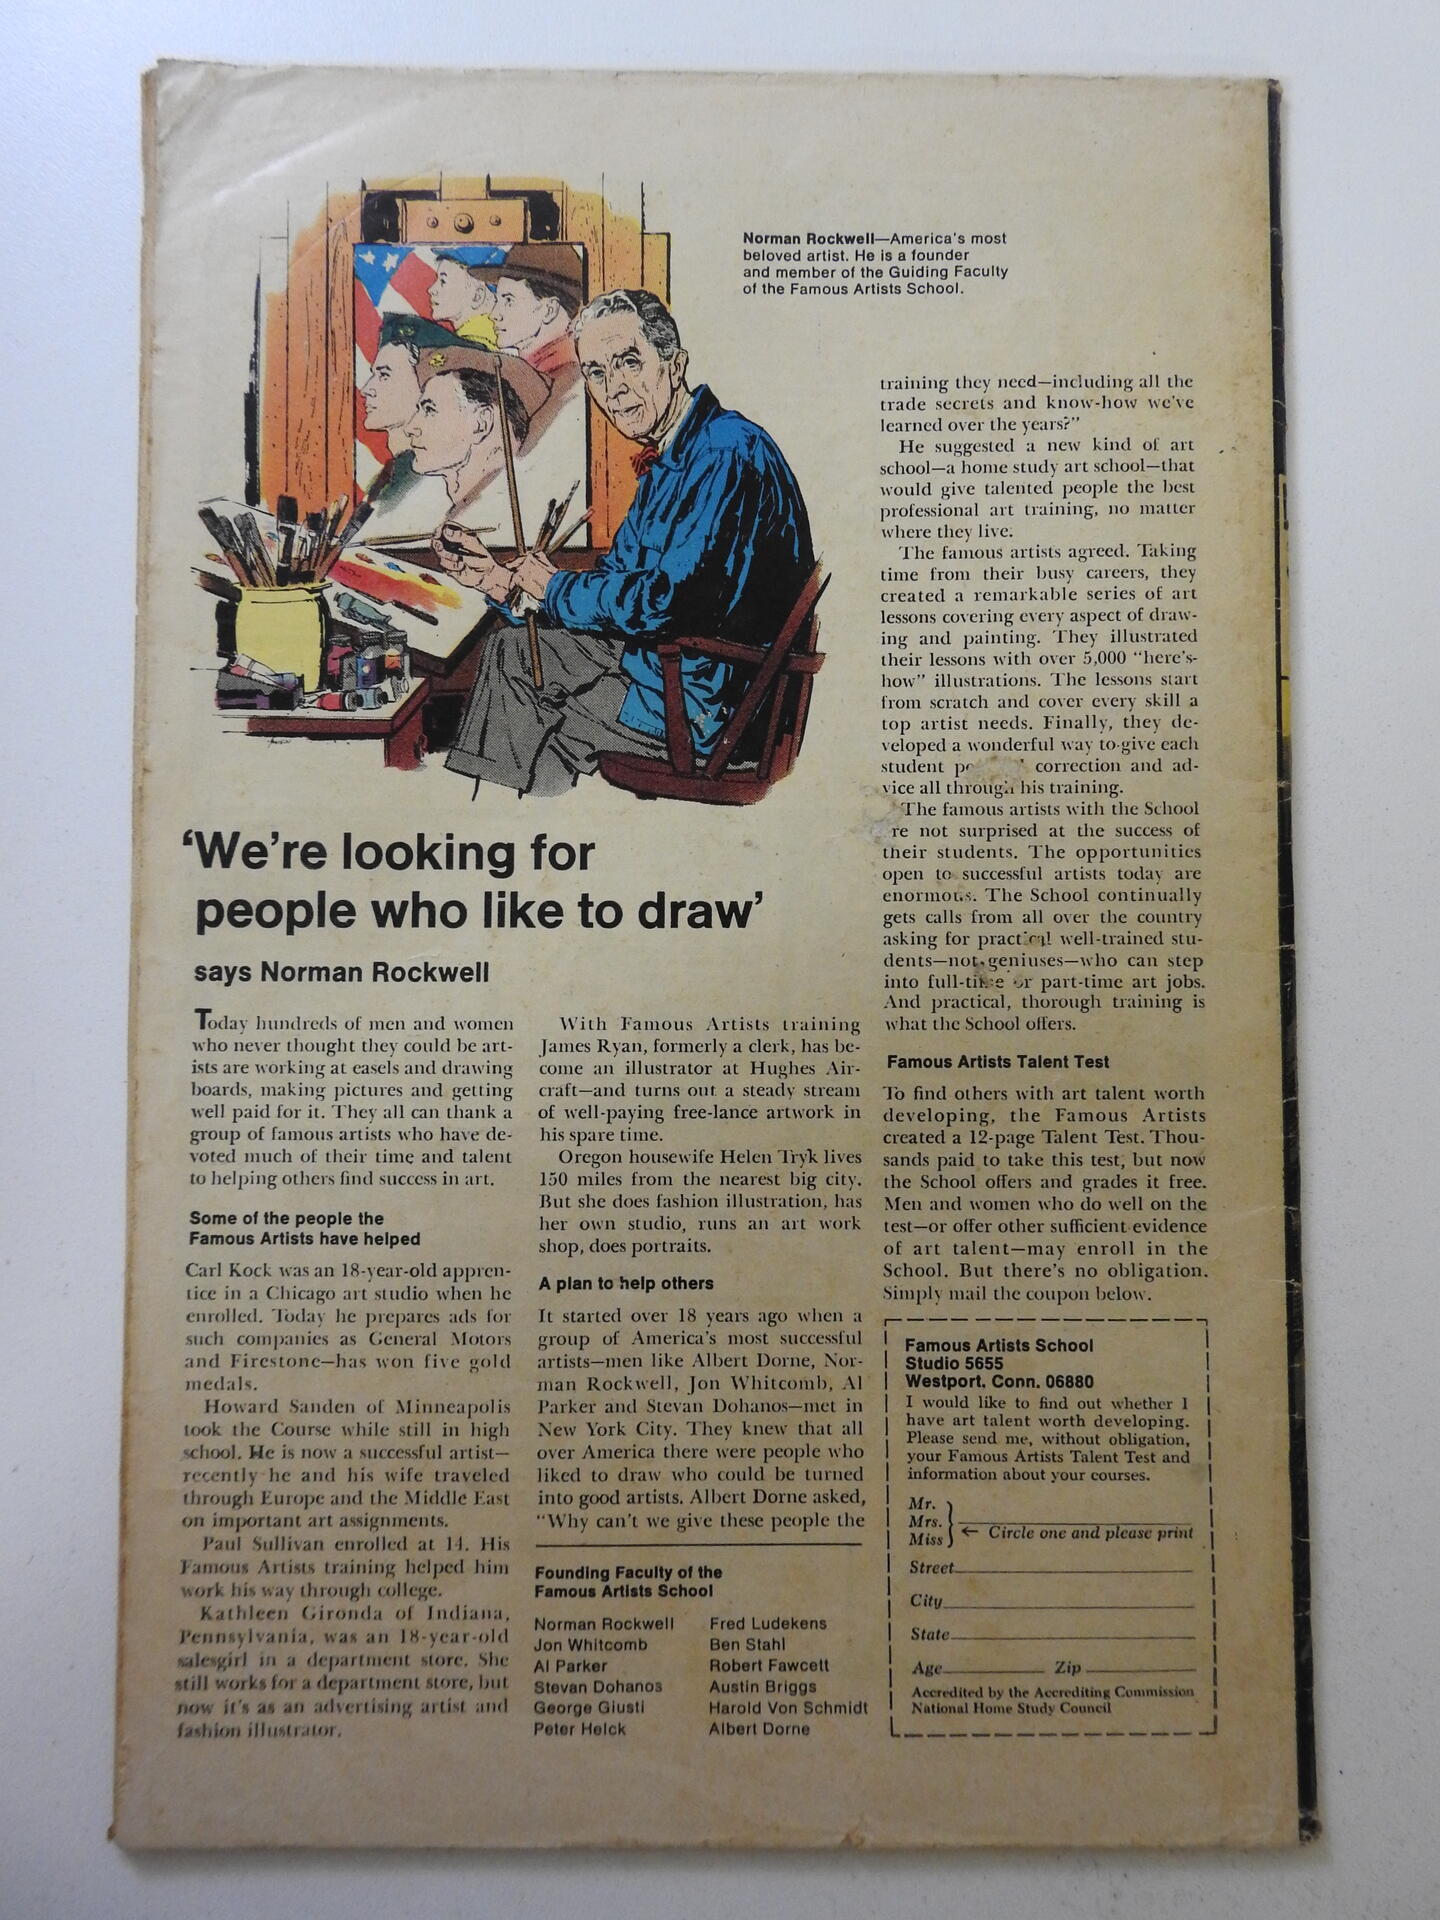 Norman Rockwell—America's most
beloved artist. He is a founder
and member of the Guiding Faculty
of the Famous Artists School.
'We're looking for
people who like to draw'
says Norman Rockwell
Today hundreds of men and women
who never thought they could be art-
ists are working at easels and drawing
boards, making pictures and getting
well paid for it. They all can thank a
group of famous artists who have de-
voted much of their time and talent
to helping others find success in art.
Some of the people the
Famous Artists have helped
Carl Kock was an 18-year-old appren-
tice in a Chicago art studio when he
enrolled. Today he prepares ads for
such companies as General Motors
and Firestone—has won five gold
medals.
Howard Sanden of Minneapolis
took the Course while still in high
school. He is now a successful artist—
recently he and his wife traveled
through Europe and the Middle East
on important art assignments.
Paul Sullivan enrolled at 14. His
Famous Artists training helped him
work his way through college.
Kathleen Gironda of Indiana,
Pennsylvania, was an 18-year-old
salesgirl in a department store. She
still works for a department store, but
now it's as an advertising artist and
fashion illustrator.
With Famous Artists training
James Ryan, formerly a clerk, has be-
come an illustrator at Hughes Air-
craft—and turns out a steady stream
of well-paying free-lance artwork in
his spare time.
Oregon housewife Helen Tryk lives
150 miles from the nearest big city.
But she does fashion illustration, has
her own studio, runs an art work
shop, does portraits.
A plan to help others
It started over 18 years ago when a
group of America's most successful
artists—men like Albert Dorne, Nor-
man Rockwell, Jon Whitcomb, Al
Parker and Stevan Dohanos—met in
New York City. They knew that all
over America there were people who
liked to draw who could be turned
into good artists. Albert Dorne asked,
"Why can't we give these people the
Founding Faculty of the
Famous Artists School
Norman Rockwell
Jon Whitcomb
Al Parker
Stevan Dohanos
George Giusti
Peter Helck
Fred Ludekens
Ben Stahl
Robert Fawcett
Austin Briggs
Harold Von Schmidt
Albert Dorne
training they need—including all the
trade secrets and know-how we've
learned over the years?"
He suggested a new kind of art
school—a home study art school—that
would give talented people the best
professional art training, no matter
where they live.
The famous artists agreed. Taking
time from their busy careers, they
created a remarkable series of art
lessons covering every aspect of draw-
ing and painting. They illustrated
their lessons with over 5,000 "here's-
how" illustrations. The lessons start
from scratch and cover every skill a
top artist needs. Finally, they de-
veloped a wonderful way to give each
student correction and ad-
vice all through his training.
The famous artists with the School
re not surprised at the success of
their students. The opportunities
open to successful artists today are
enormous. The School continually
gets calls from all over the country
asking for practical well-trained stu-
dents—not geniuses—who can step
into full-time or part-time art jobs.
And practical, thorough training is
what the School offers.
Famous Artists Talent Test
To find others with art talent worth
developing, the Famous Artists
created a 12-page Talent Test. Thou-
sands paid to take this test, but now
the School offers and grades it free.
Men and women who do well on the
test—or offer other sufficient evidence
of art talent—may enroll in the
School. But there's no obligation.
Simply mail the coupon below.
Famous Artists School
Studio 5655
Westport, Conn. 06880
I would like to find out whether I
have art talent worth developing.
Please send me, without obligation,
your Famous Artists Talent Test and
information about your courses.
Mr.
Mrs.
Miss
← Circle one and please print
Street
City
State
Age Zip
Accredited by the Accrediting Commission
National Home Study Council